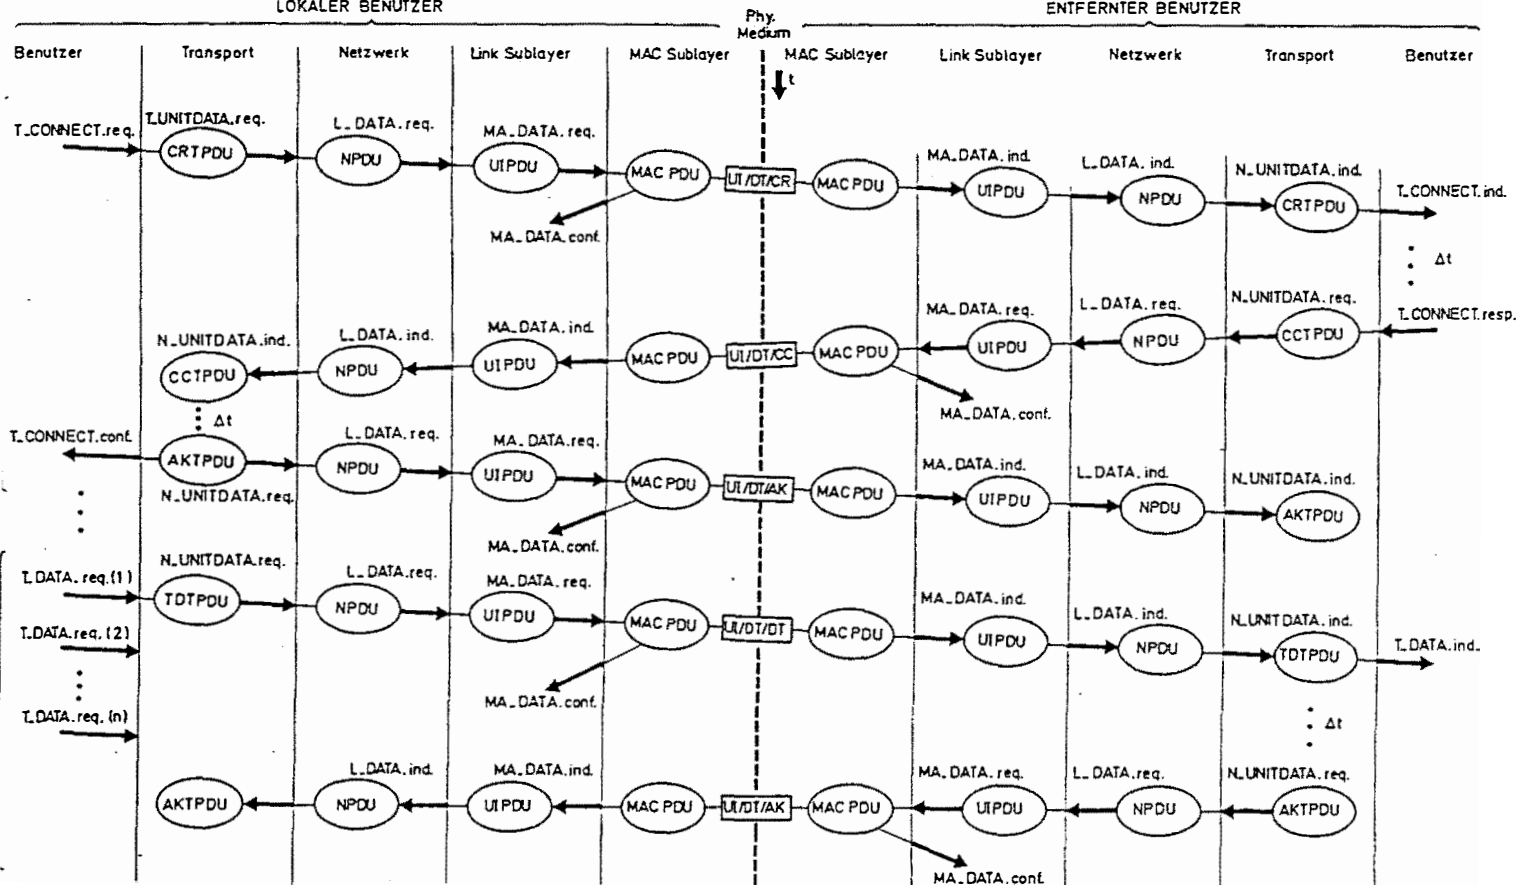 LOKALER BENUTZER
ENTFERNTER BENUTZER
Phy.
Medium
Benutzer Transport Netzwerk Link Sublayer MAC Sublayer MAC Sublayer Link Sublayer Netzwerk Transport Benutzer
t
T_CONNECT.req. T_UNITDATA.req. L_DATA.req. MA_DATA.req. MA_DATA.ind. L_DATA.ind. N_UNITDATA.ind. T_CONNECT.ind.
CRTPDU NPDU UIPDU MAC PDU UI/DT/CR MAC PDU UIPDU NPDU CRTPDU
MA_DATA.conf.
Δt
N_UNITDATA.ind. L_DATA.ind. MA_DATA.ind. MA_DATA.req. L_DATA.req. N_UNITDATA.req. T_CONNECT.resp.
CCTPDU NPDU UIPDU MAC PDU UI/DT/CC MAC PDU UIPDU NPDU CCTPDU
MA_DATA.conf.
Δt
T_CONNECT.conf. L_DATA.req. MA_DATA.req. MA_DATA.ind. L_DATA.ind. N_UNITDATA.ind.
AKTPDU NPDU UIPDU MAC PDU UI/DT/AK MAC PDU UIPDU NPDU AKTPDU
N_UNITDATA.req.
MA_DATA.conf.
T_DATA.req.(1) N_UNITDATA.req. L_DATA.req. MA_DATA.req. MA_DATA.ind. L_DATA.ind. N_UNITDATA.ind. T_DATA.ind.
TDTPDU NPDU UIPDU MAC PDU UI/DT/DT MAC PDU UIPDU NPDU TDTPDU
T_DATA.req.(2)
MA_DATA.conf.
T_DATA.req.(n)
Δt
L_DATA.ind. MA_DATA.ind. MA_DATA.req. L_DATA.req. N_UNITDATA.req.
AKTPDU NPDU UIPDU MAC PDU UI/DT/AK MAC PDU UIPDU NPDU AKTPDU
MA_DATA.conf.